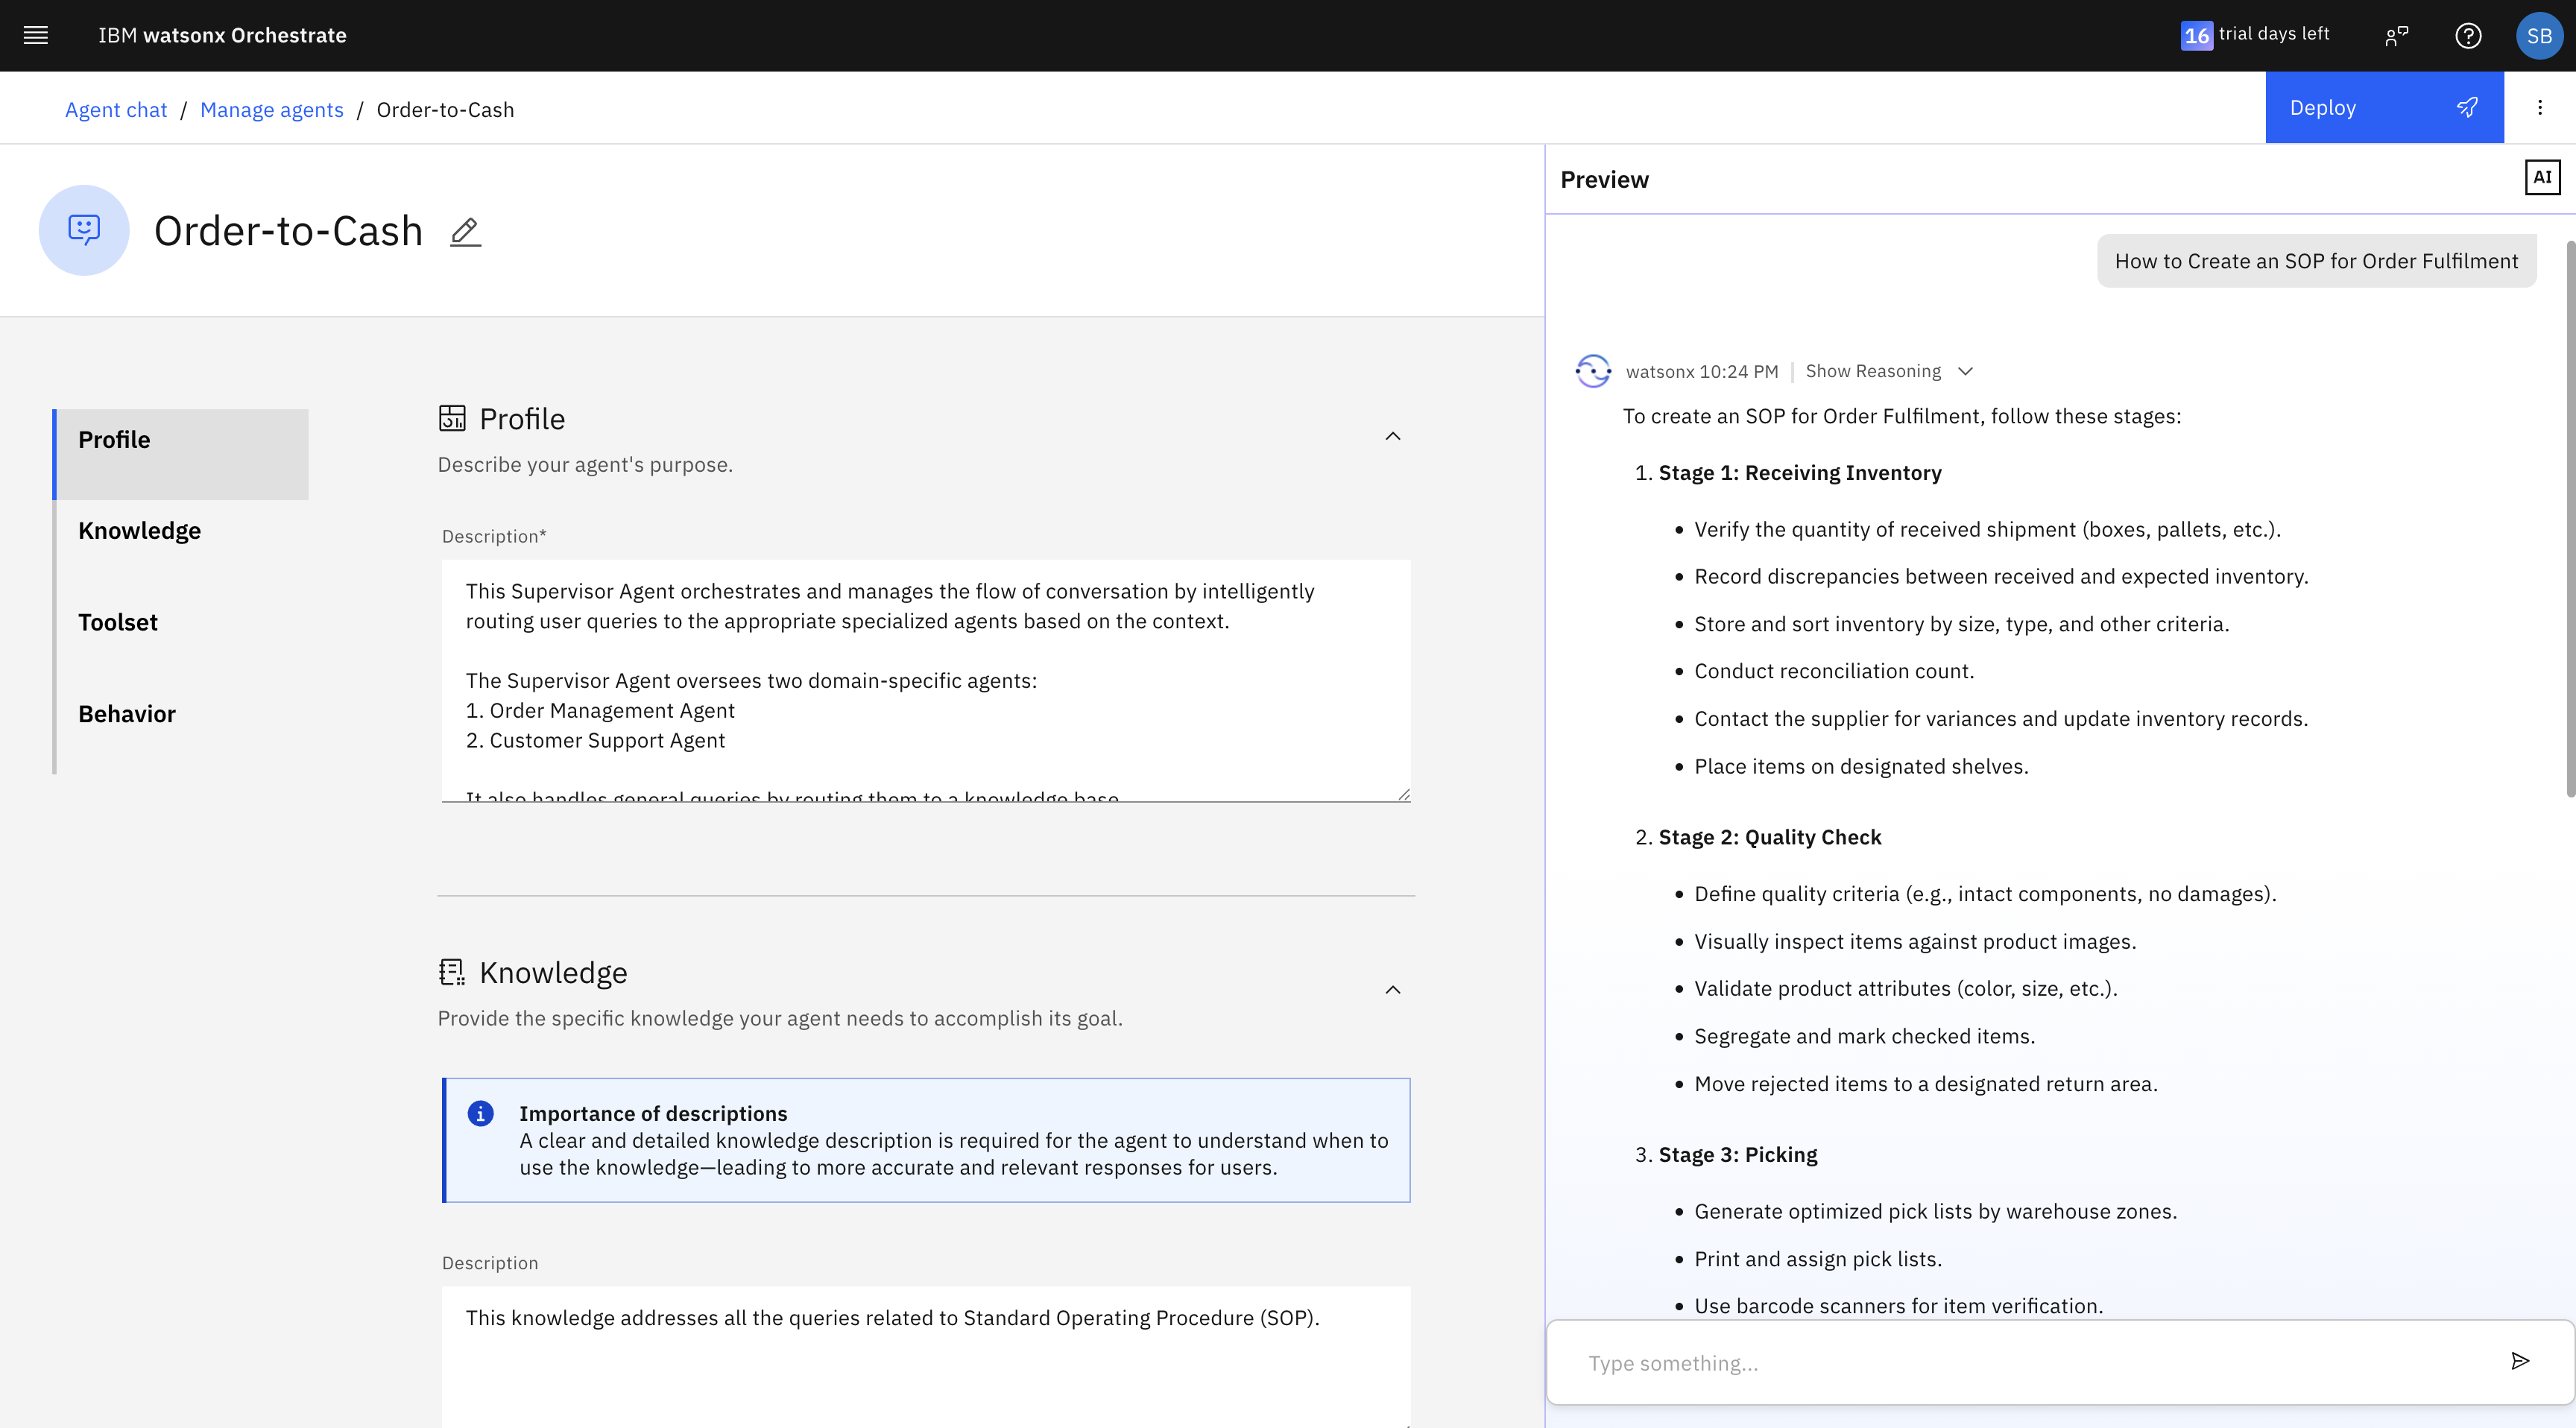 IBM watsonx Orchestrate
16 trial days left
SB
Agent chat / Manage agents / Order-to-Cash
Deploy
Order-to-Cash
Profile
Knowledge
Toolset
Behavior
Profile
Describe your agent's purpose.
Description*
This Supervisor Agent orchestrates and manages the flow of conversation by intelligently
routing user queries to the appropriate specialized agents based on the context.
The Supervisor Agent oversees two domain-specific agents:
1. Order Management Agent
2. Customer Support Agent
It also handles general queries by routing them to a knowledge base
Knowledge
Provide the specific knowledge your agent needs to accomplish its goal.
Importance of descriptions
A clear and detailed knowledge description is required for the agent to understand when to
use the knowledge—leading to more accurate and relevant responses for users.
Description
This knowledge addresses all the queries related to Standard Operating Procedure (SOP).
Preview
AI
How to Create an SOP for Order Fulfilment
watsonx 10:24 PM | Show Reasoning
To create an SOP for Order Fulfilment, follow these stages:
1. Stage 1: Receiving Inventory
• Verify the quantity of received shipment (boxes, pallets, etc.).
• Record discrepancies between received and expected inventory.
• Store and sort inventory by size, type, and other criteria.
• Conduct reconciliation count.
• Contact the supplier for variances and update inventory records.
• Place items on designated shelves.
2. Stage 2: Quality Check
• Define quality criteria (e.g., intact components, no damages).
• Visually inspect items against product images.
• Validate product attributes (color, size, etc.).
• Segregate and mark checked items.
• Move rejected items to a designated return area.
3. Stage 3: Picking
• Generate optimized pick lists by warehouse zones.
• Print and assign pick lists.
• Use barcode scanners for item verification.
Type something...